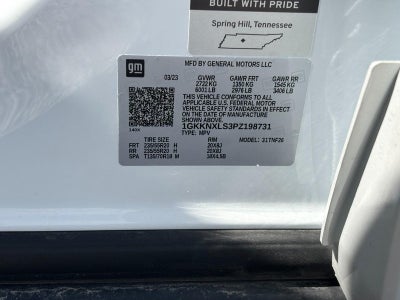 BUILT WITH PRIDE
Spring Hill, Tennessee
gm
MFD BY GENERAL MOTORS LLC
03/23 GVWR GAWR FRT GAWR RR
2722 KG 1350 KG 1545 KG
6001 LB 2976 LB 3406 LB
THIS VEHICLE CONFORMS TO ALL
APPLICABLE U.S. FEDERAL MOTOR
VEHICLE SAFETY STANDARDS IN EFFECT
ON THE DATE OF MANUFACTURE
SHOWN ABOVE.
1GKKNXLS3PZ198731
TYPE: MPV
TIRE SIZE RIM MODEL: 31TNF26
FRT 235/55R20 H 20X8J
RR 235/55R20 H 20X8J
SPA T135/70R18 M 18X4.5B